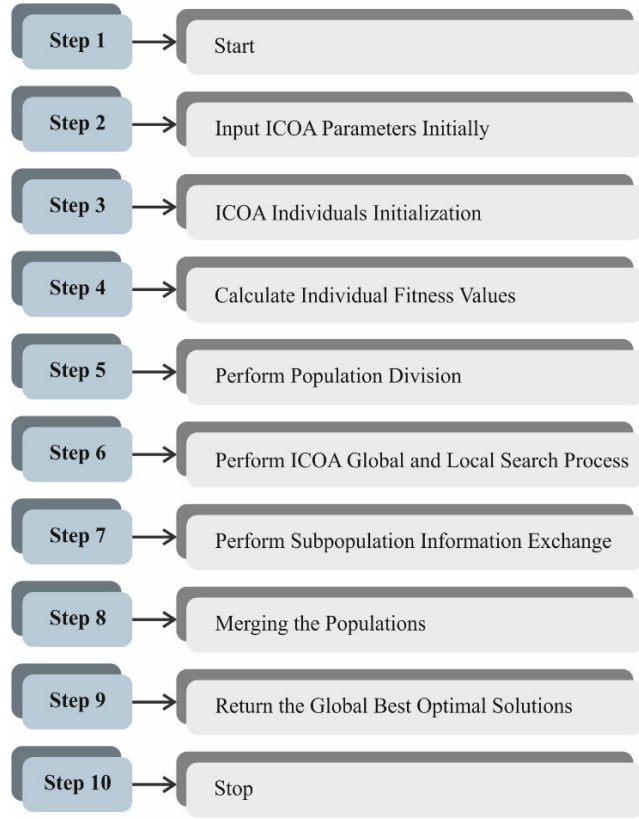 Step 1
Start
Step 2
Input ICOA Parameters Initially
Step 3
ICOA Individuals Initialization
Step 4
Calculate Individual Fitness Values
Step 5
Perform Population Division
Step 6
Perform ICOA Global and Local Search Process
Step 7
Perform Subpopulation Information Exchange
Step 8
Merging the Populations
Step 9
Return the Global Best Optimal Solutions
Step 10
Stop